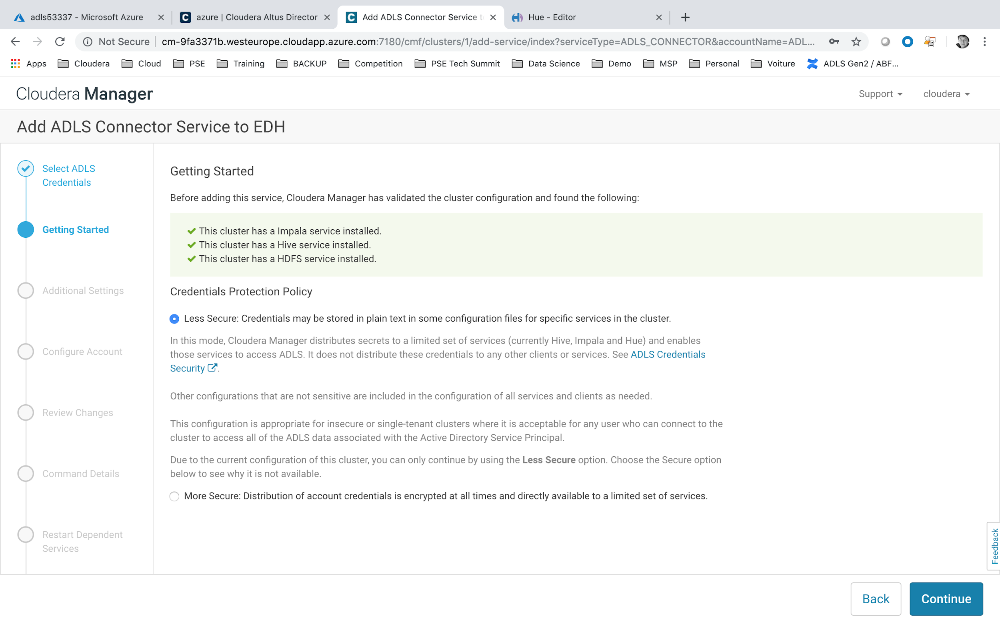 adls53337 - Microsoft Azure
azure | Cloudera Altus Director
Add ADLS Connector Service to
Hue - Editor
Not Secure
cm-9fa3371b.westeurope.cloudapp.azure.com:7180/cmf/clusters/1/add-service/index?serviceType=ADLS_CONNECTOR&accountName=ADL...
Apps
Cloudera
Cloud
PSE
Training
BACKUP
Competition
PSE Tech Summit
Data Science
Demo
MSP
Personal
Voiture
ADLS Gen2 / ABF...
Cloudera Manager
Support
cloudera
Add ADLS Connector Service to EDH
Select ADLS
Credentials
Getting Started
Additional Settings
Configure Account
Review Changes
Command Details
Restart Dependent
Services
Getting Started
Before adding this service, Cloudera Manager has validated the cluster configuration and found the following:
This cluster has a Impala service installed.
This cluster has a Hive service installed.
This cluster has a HDFS service installed.
Credentials Protection Policy
Less Secure: Credentials may be stored in plain text in some configuration files for specific services in the cluster.
In this mode, Cloudera Manager distributes secrets to a limited set of services (currently Hive, Impala and Hue) and enables
those services to access ADLS. It does not distribute these credentials to any other clients or services. See ADLS Credentials
Security.
Other configurations that are not sensitive are included in the configuration of all services and clients as needed.
This configuration is appropriate for insecure or single-tenant clusters where it is acceptable for any user who can connect to the
cluster to access all of the ADLS data associated with the Active Directory Service Principal.
Due to the current configuration of this cluster, you can only continue by using the Less Secure option. Choose the Secure option
below to see why it is not available.
More Secure: Distribution of account credentials is encrypted at all times and directly available to a limited set of services.
Feedback
Back
Continue